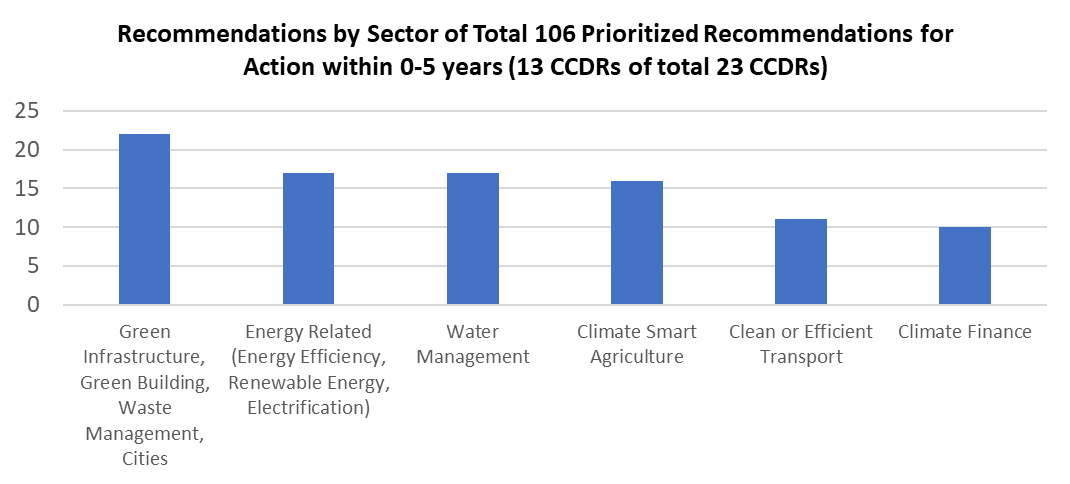 Recommendations by Sector of Total 106 Prioritized Recommendations for
Action within 0-5 years (13 CCDRs of total 23 CCDRs)
25
20
15
10
5
0
Green
Infrastructure,
Green Building,
Waste
Management,
Cities
Energy Related
(Energy Efficiency,
Renewable Energy,
Electrification)
Water
Management
Climate Smart
Agriculture
Clean or Efficient
Transport
Climate Finance